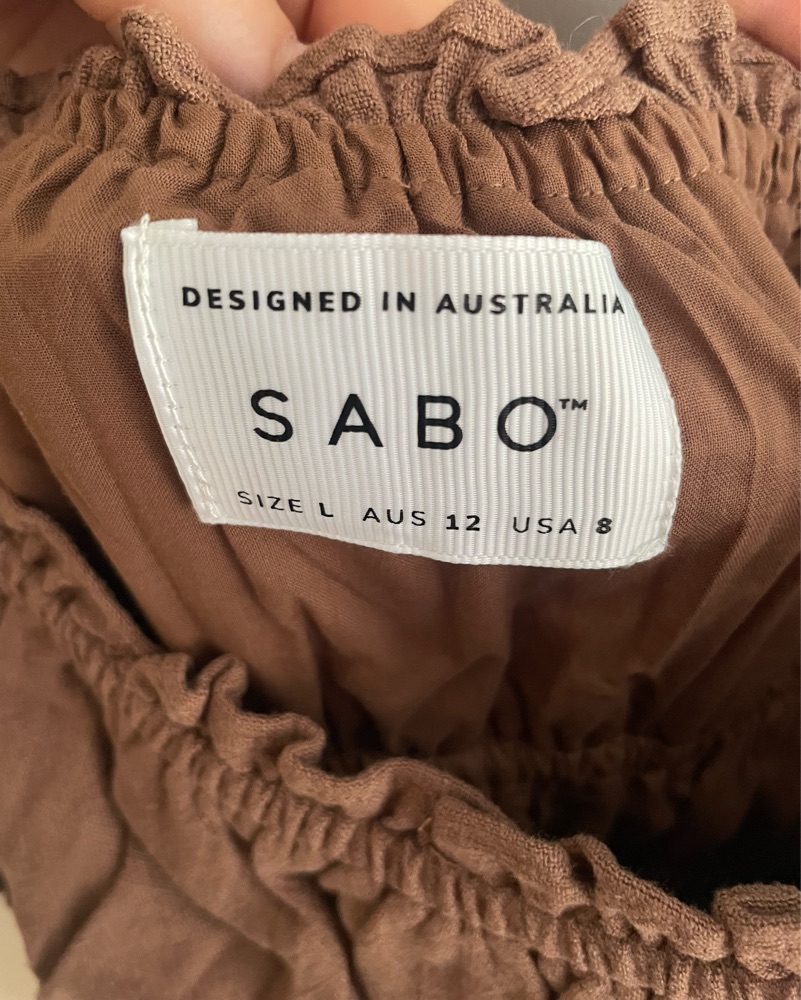 DESIGNED IN AUSTRALIA
SABO™
SIZE L AUS 12 USA 8